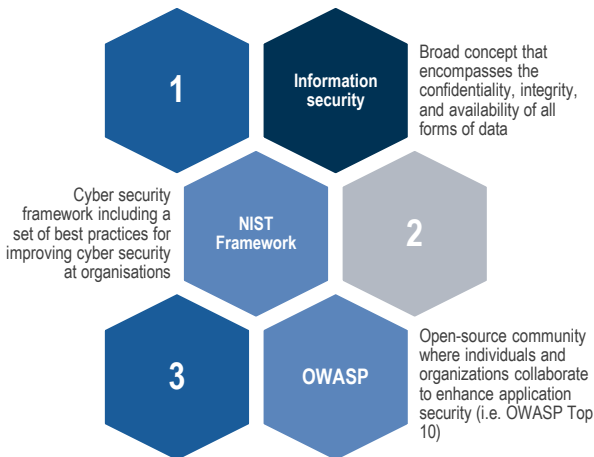 1
Information
security
Broad concept that
encompasses the
confidentiality, integrity,
and availability of all
forms of data
Cyber security
framework including a
set of best practices for
improving cyber security
at organisations
NIST
Framework
2
3
OWASP
Open-source community
where individuals and
organizations collaborate
to enhance application
security (i.e. OWASP Top
10)